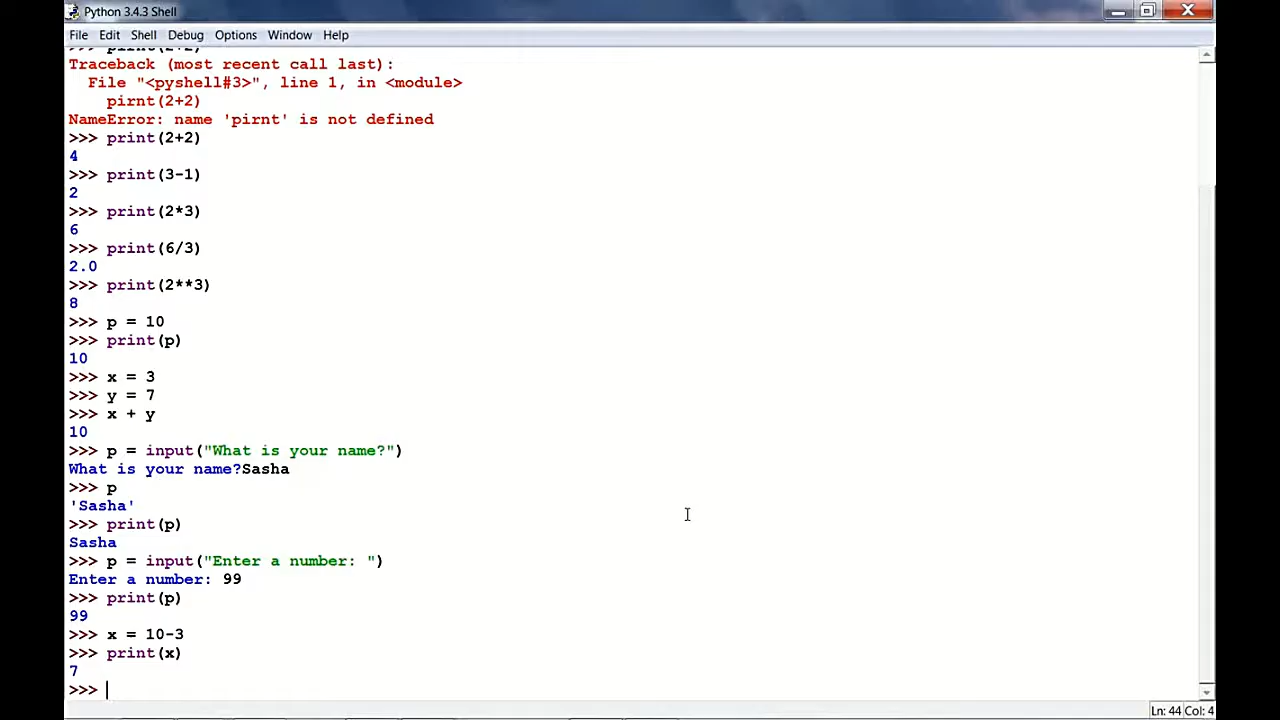 Python 3.4.3 Shell
File Edit Shell Debug Options Window Help
>>> pirnt(2+2)
Traceback (most recent call last):
  File "<pyshell#3>", line 1, in <module>
    pirnt(2+2)
NameError: name 'pirnt' is not defined
>>> print(2+2)
4
>>> print(3-1)
2
>>> print(2*3)
6
>>> print(6/3)
2.0
>>> print(2**3)
8
>>> p = 10
>>> print(p)
10
>>> x = 3
>>> y = 7
>>> x + y
10
>>> p = input("What is your name?")
What is your name?Sasha
>>> p
'Sasha'
>>> print(p)
Sasha
>>> p = input("Enter a number: ")
Enter a number: 99
>>> print(p)
99
>>> x = 10-3
>>> print(x)
7
>>>
Ln: 44 Col: 4